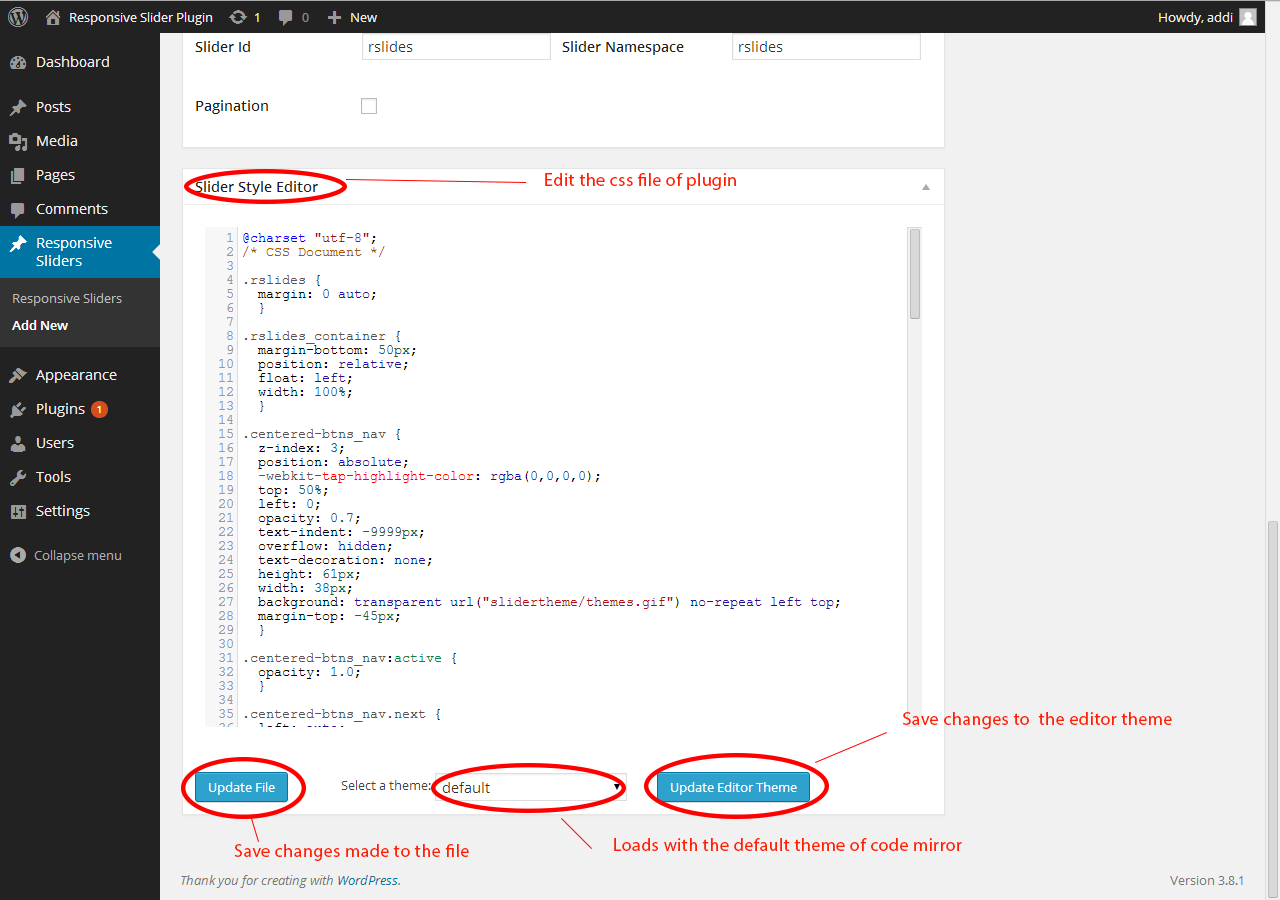 Responsive Slider Plugin 1 0 New Howdy, addi
Dashboard
Posts
Media
Pages
Comments
Responsive
Sliders
Responsive Sliders
Add New
Appearance
Plugins 1
Users
Tools
Settings
Collapse menu
Slider Id rslides Slider Namespace rslides
Pagination
Slider Style Editor
Edit the css file of plugin
1 @charset "utf-8";
2 /* CSS Document */
3
4 .rslides {
5 margin: 0 auto;
6 }
7
8 .rslides_container {
9 margin-bottom: 50px;
10 position: relative;
11 float: left;
12 width: 100%;
13 }
14
15 .centered-btns_nav {
16 z-index: 3;
17 position: absolute;
18 -webkit-tap-highlight-color: rgba(0,0,0,0);
19 top: 50%;
20 left: 0;
21 opacity: 0.7;
22 text-indent: -9999px;
23 overflow: hidden;
24 text-decoration: none;
25 height: 61px;
26 width: 38px;
27 background: transparent url("slidertheme/themes.gif") no-repeat left top;
28 margin-top: -45px;
29 }
30
31 .centered-btns_nav:active {
32 opacity: 1.0;
33 }
34
35 .centered-btns_nav.next {
36 left: auto;
Save changes to the editor theme
Update File Select a theme: default Update Editor Theme
Save changes made to the file
Loads with the default theme of code mirror
Thank you for creating with WordPress. Version 3.8.1